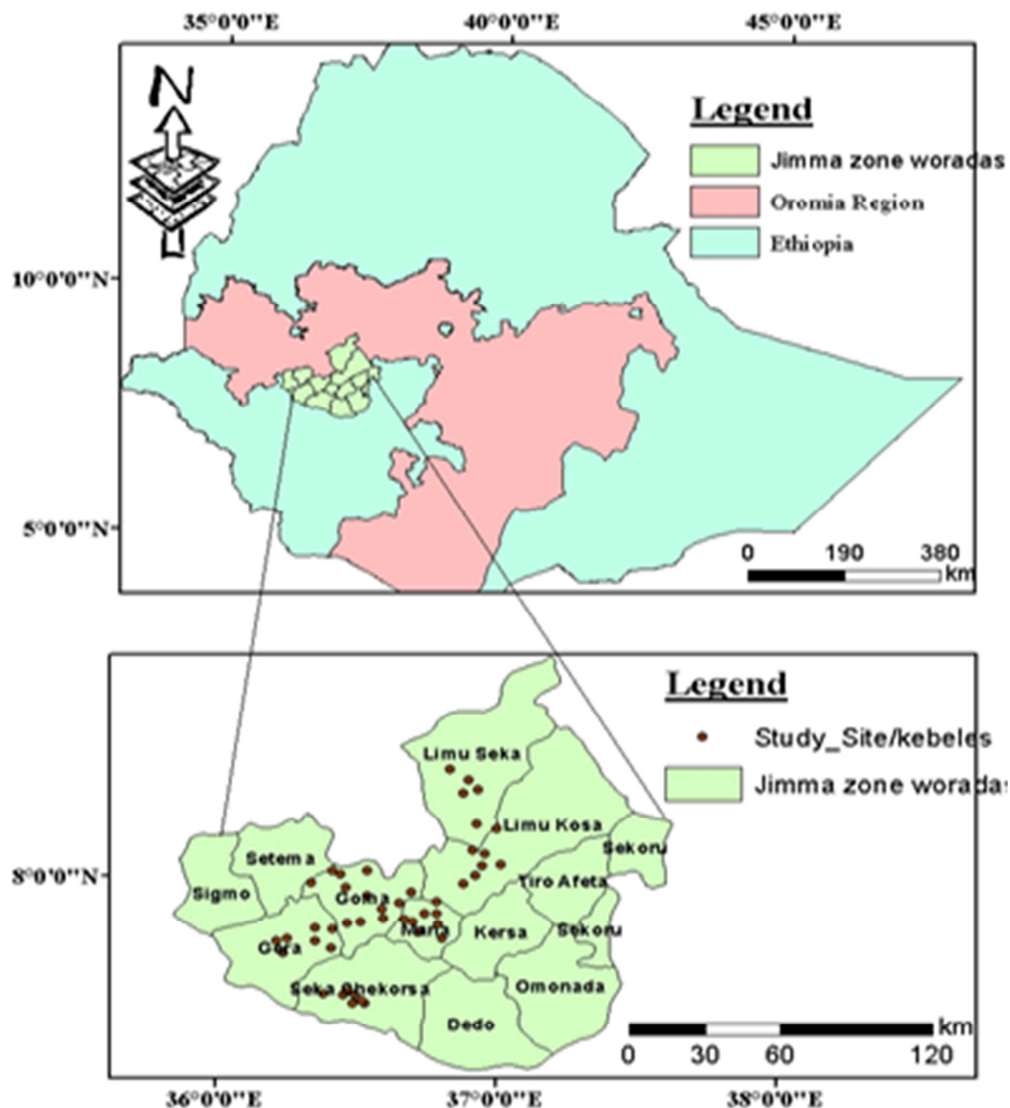 35°0'0"E 40°0'0"E 45°0'0"E
N
Legend
Jimma zone woradas
Oromia Region
Ethiopia
10°0'0"N
5°0'0"N
0 190 380
km
Legend
Study_Site/kebeles
Jimma zone woradas
Limu Seka
Limu Kosa
Sekoru
Setema
8°0'0"N
Tiro Afeta
Sigmo
Goma
Mana
Kersa
Sekoru
Gera
Seka Chekorsa
Omonada
Dedo
km
0 30 60 120
36°0'0"E 37°0'0"E 38°0'0"E